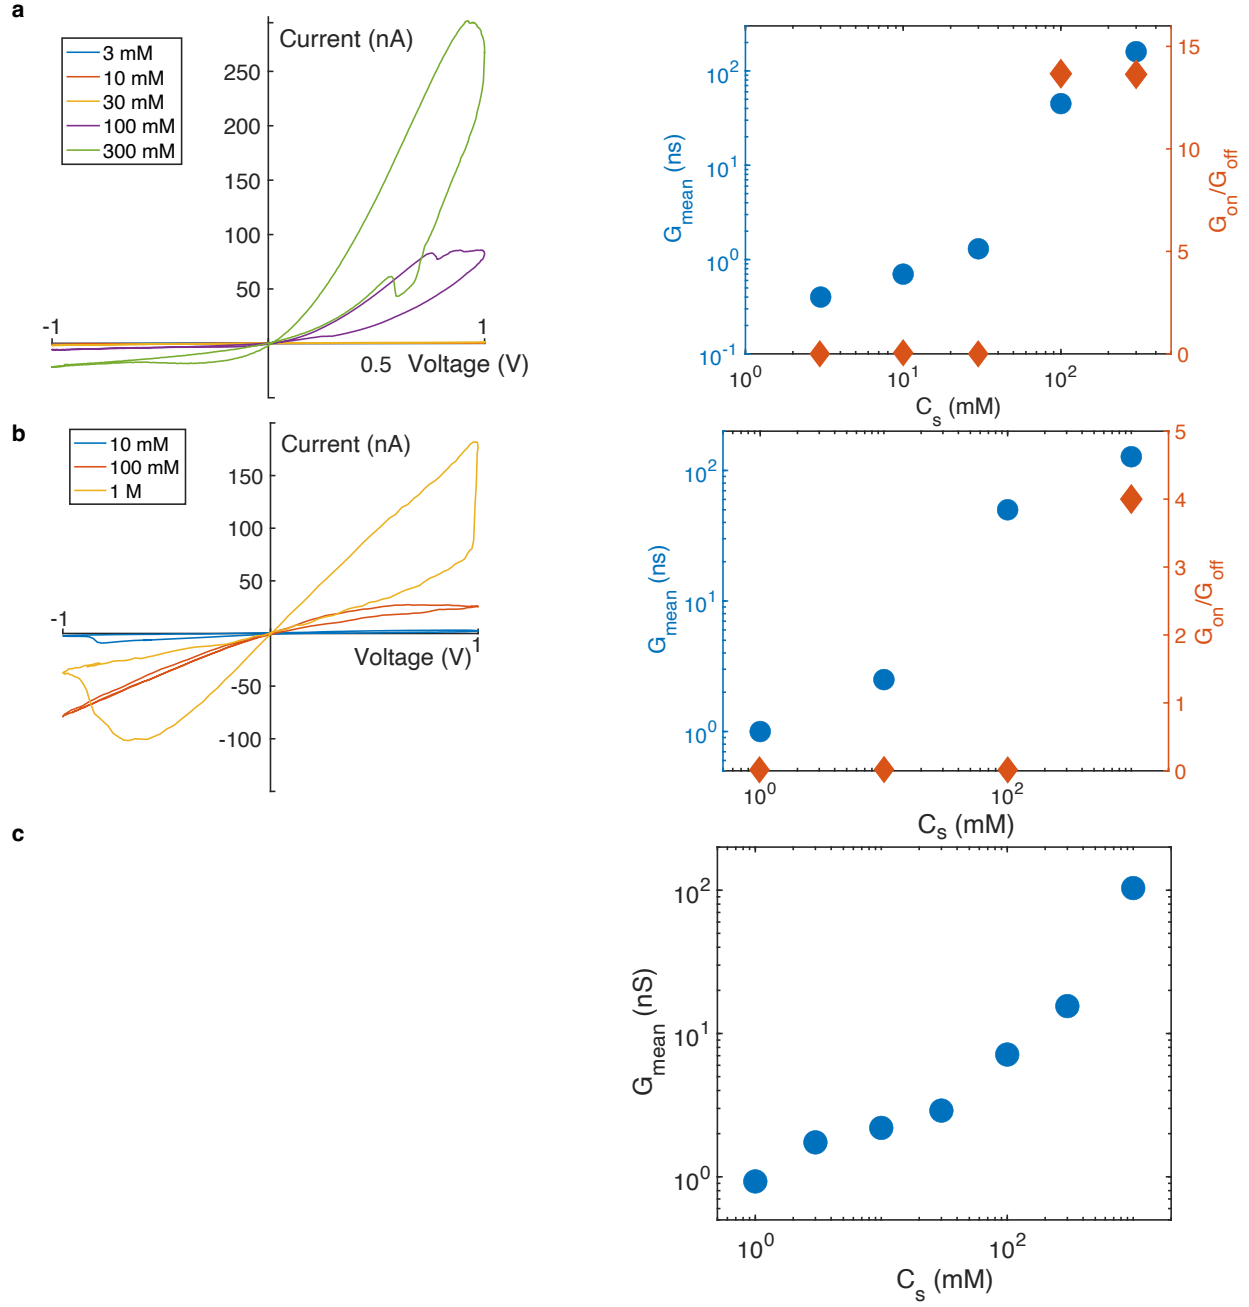 a
3 mM
10 mM
30 mM
100 mM
300 mM
Current (nA)
250
200
150
100
50
-1
1
0.5 Voltage (V)
10²
10¹
10⁰
10⁻¹
G_mean (ns)
15
10
5
0
G_on/G_off
10⁰ 10¹ 10²
C_s (mM)
b
10 mM
100 mM
1 M
Current (nA)
150
100
50
-1
1
Voltage (V)
-50
-100
10²
10¹
10⁰
G_mean (ns)
5
4
3
2
1
0
G_on/G_off
10⁰ 10²
C_s (mM)
c
10²
10¹
10⁰
G_mean (nS)
10⁰ 10²
C_s (mM)